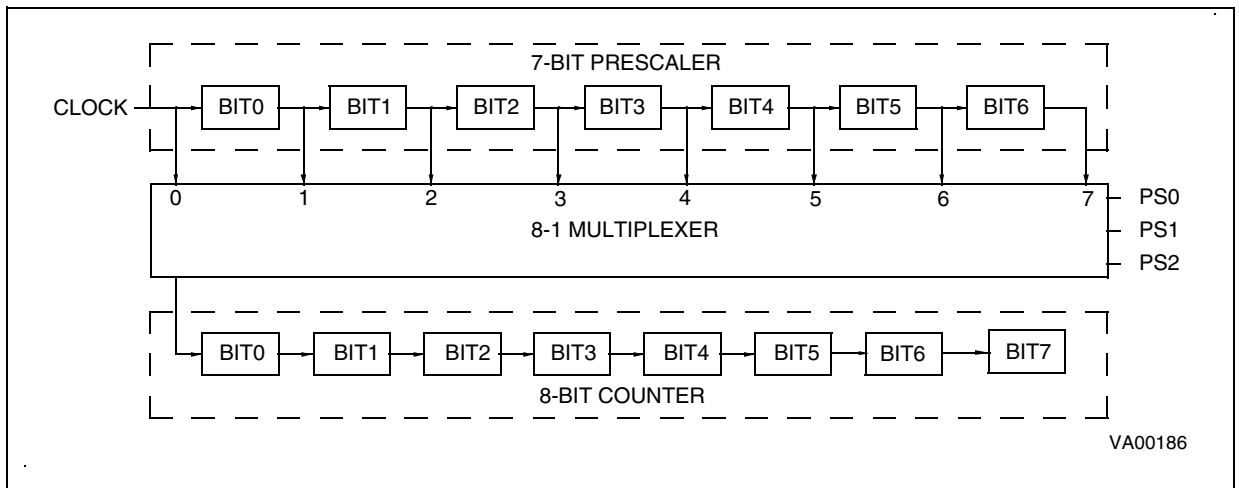 7-BIT PRESCALER
CLOCK BIT0 BIT1 BIT2 BIT3 BIT4 BIT5 BIT6
0 1 2 3 4 5 6 7 PS0
8-1 MULTIPLEXER PS1
PS2
BIT0 BIT1 BIT2 BIT3 BIT4 BIT5 BIT6 BIT7
8-BIT COUNTER
VA00186